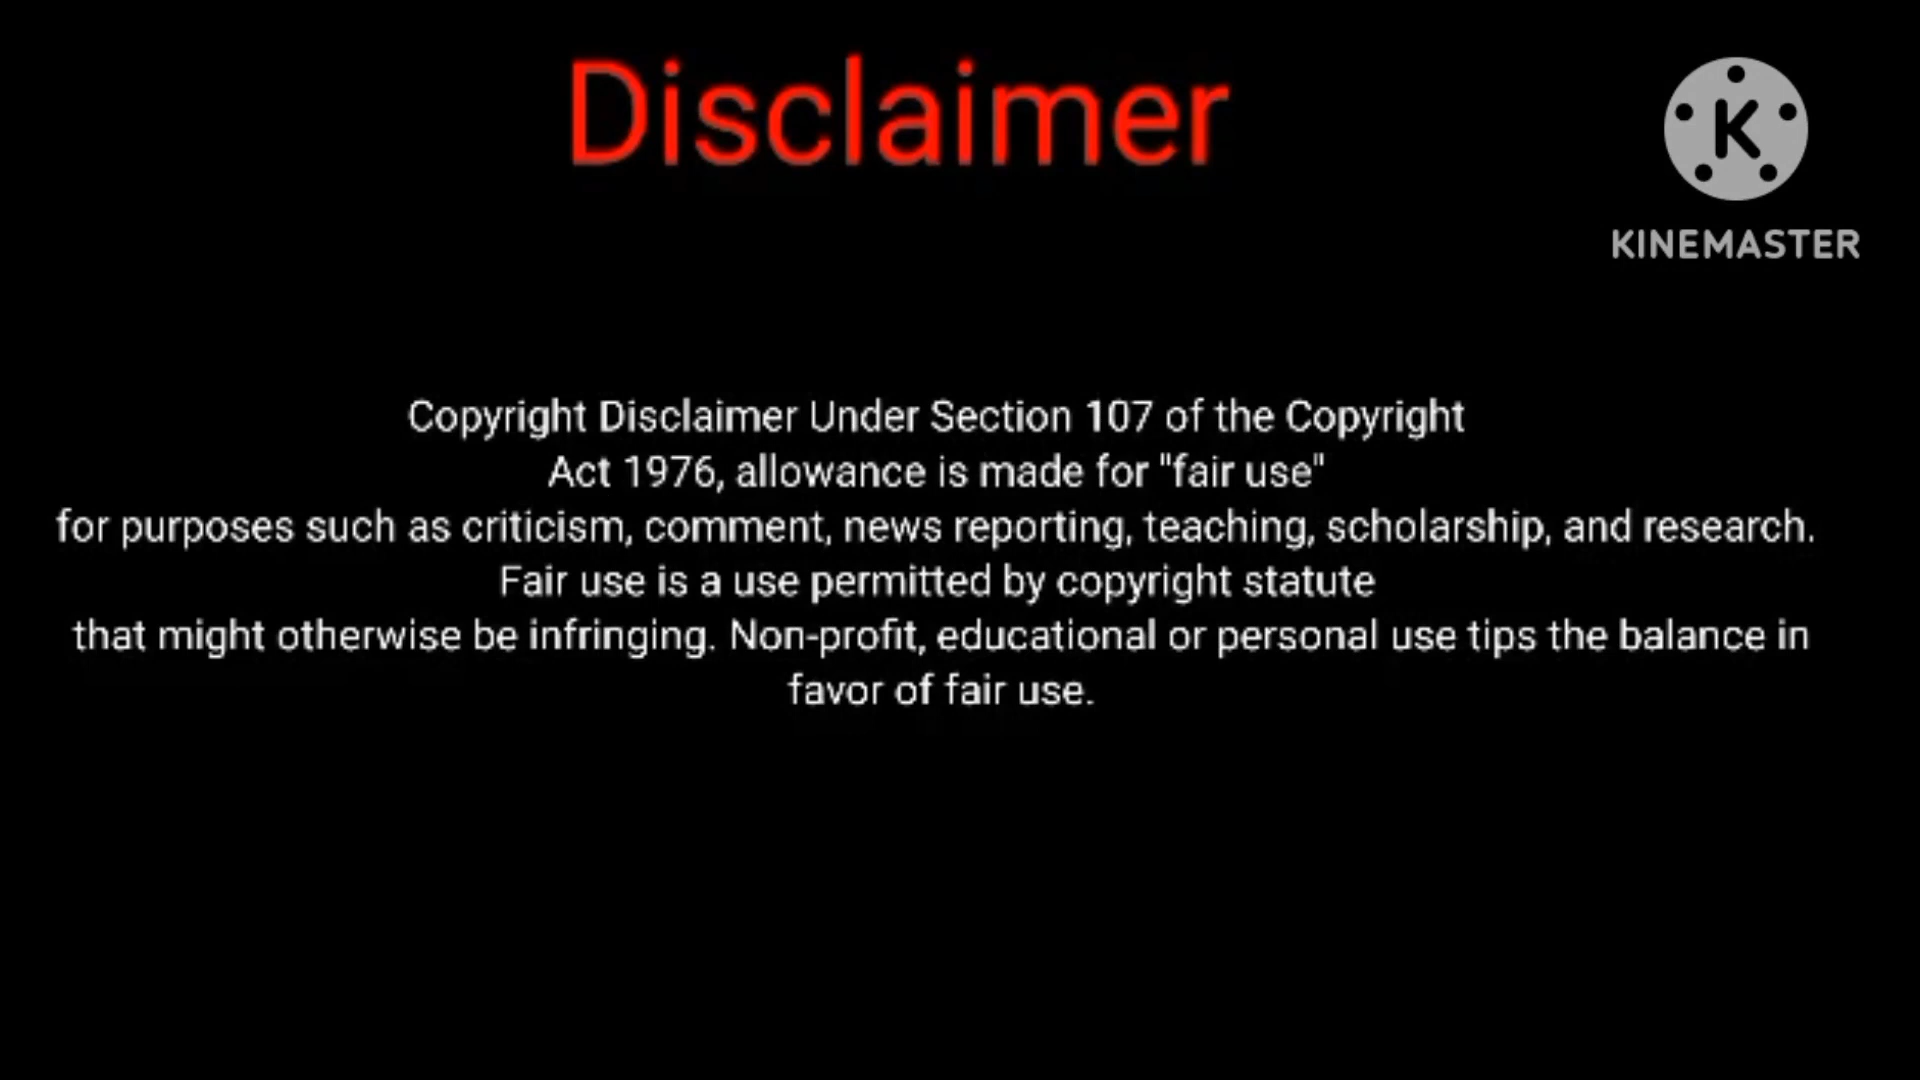 Disclaimer
K
KINEMASTER
Copyright Disclaimer Under Section 107 of the Copyright
Act 1976, allowance is made for "fair use"
for purposes such as criticism, comment, news reporting, teaching, scholarship, and research.
Fair use is a use permitted by copyright statute
that might otherwise be infringing. Non-profit, educational or personal use tips the balance in
favor of fair use.